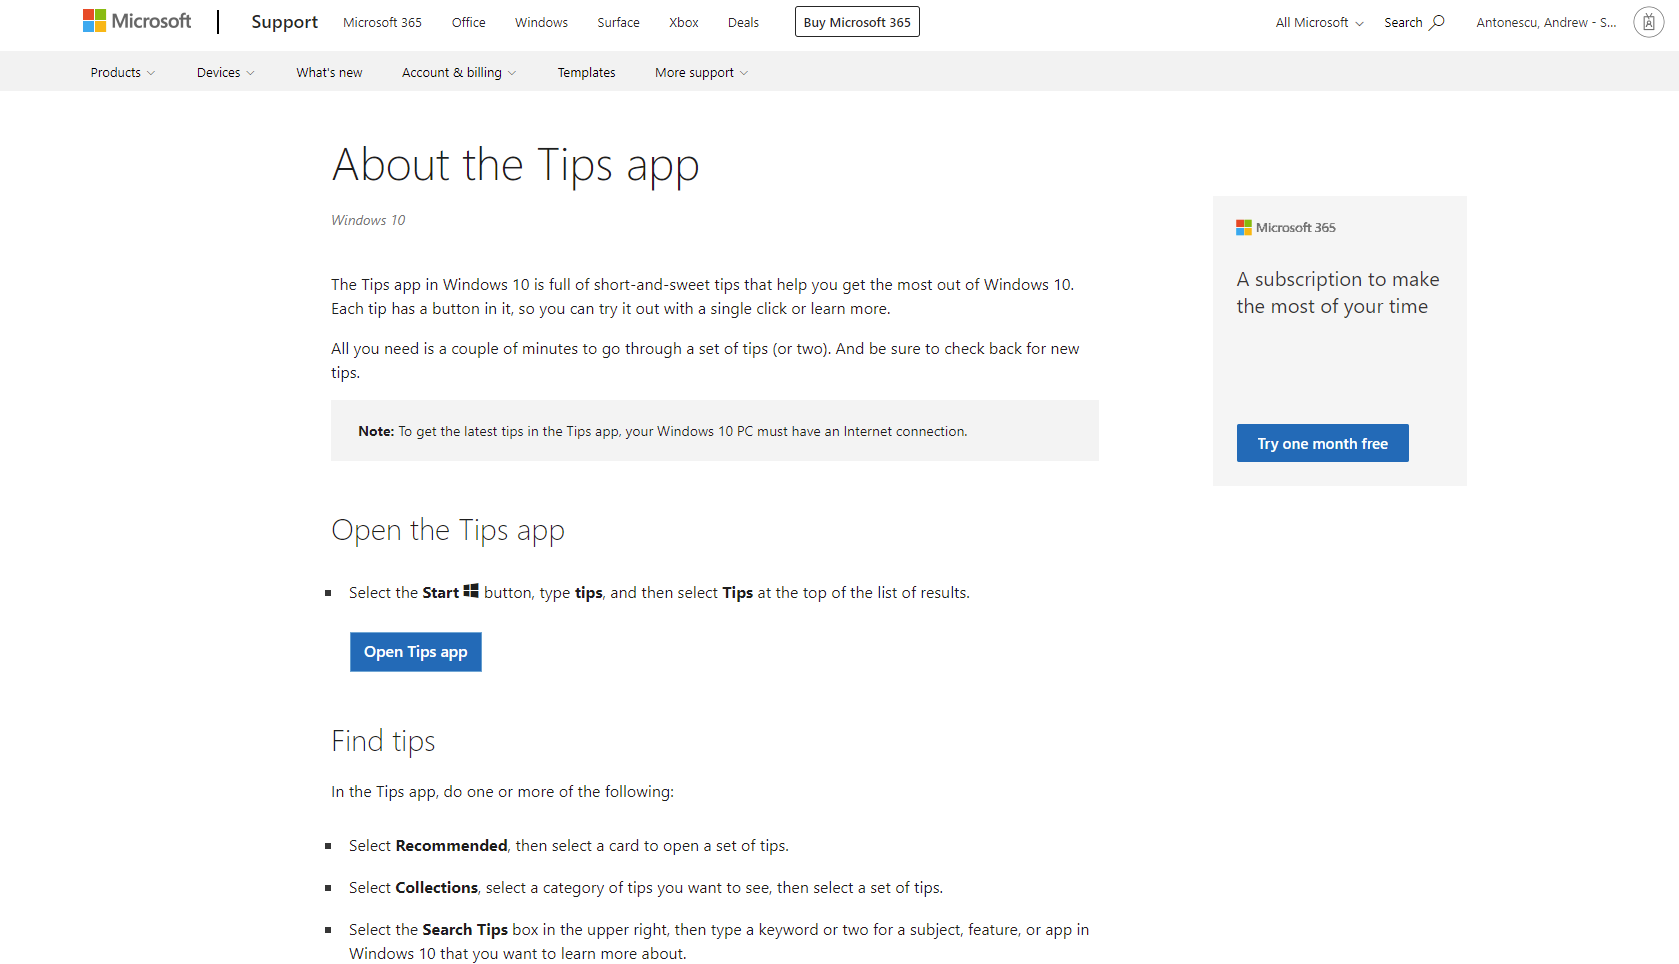 Microsoft
Support
Microsoft 365
Office
Windows
Surface
Xbox
Deals
Buy Microsoft 365
All Microsoft
Search
Antonescu, Andrew - S...
Products
Devices
What's new
Account & billing
Templates
More support
About the Tips app
Windows 10
The Tips app in Windows 10 is full of short-and-sweet tips that help you get the most out of Windows 10.
Each tip has a button in it, so you can try it out with a single click or learn more.
All you need is a couple of minutes to go through a set of tips (or two). And be sure to check back for new
tips.
Note: To get the latest tips in the Tips app, your Windows 10 PC must have an Internet connection.
Open the Tips app
Select the Start button, type tips, and then select Tips at the top of the list of results.
Open Tips app
Find tips
In the Tips app, do one or more of the following:
Select Recommended, then select a card to open a set of tips.
Select Collections, select a category of tips you want to see, then select a set of tips.
Select the Search Tips box in the upper right, then type a keyword or two for a subject, feature, or app in
Windows 10 that you want to learn more about.
Microsoft 365
A subscription to make
the most of your time
Try one month free